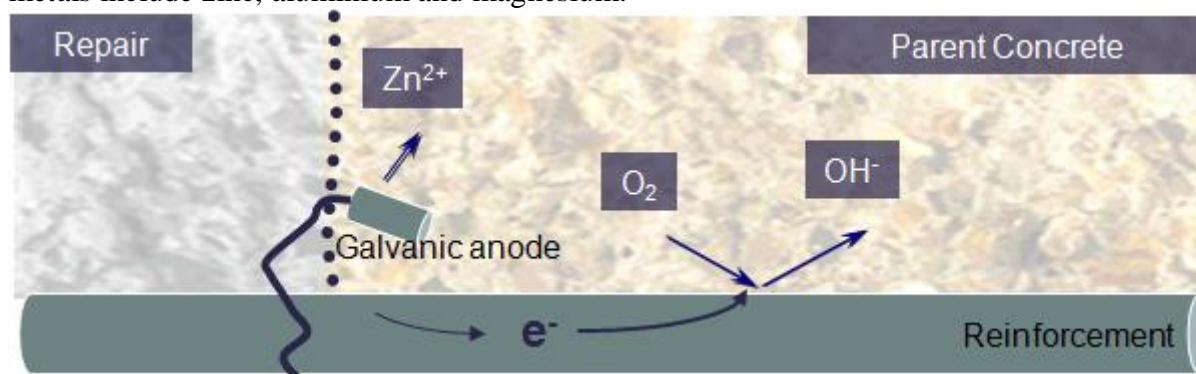 metals include zinc, aluminium and magnesium.
Repair
Parent Concrete
Zn²⁺
O₂
OH⁻
Galvanic anode
e⁻
Reinforcement